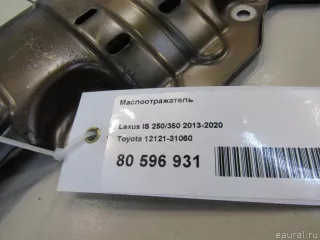 Маслоотражатель
Lexus IS 250/350 2013-2020
Toyota 12121-31060
80 596 931
© eaural.ru